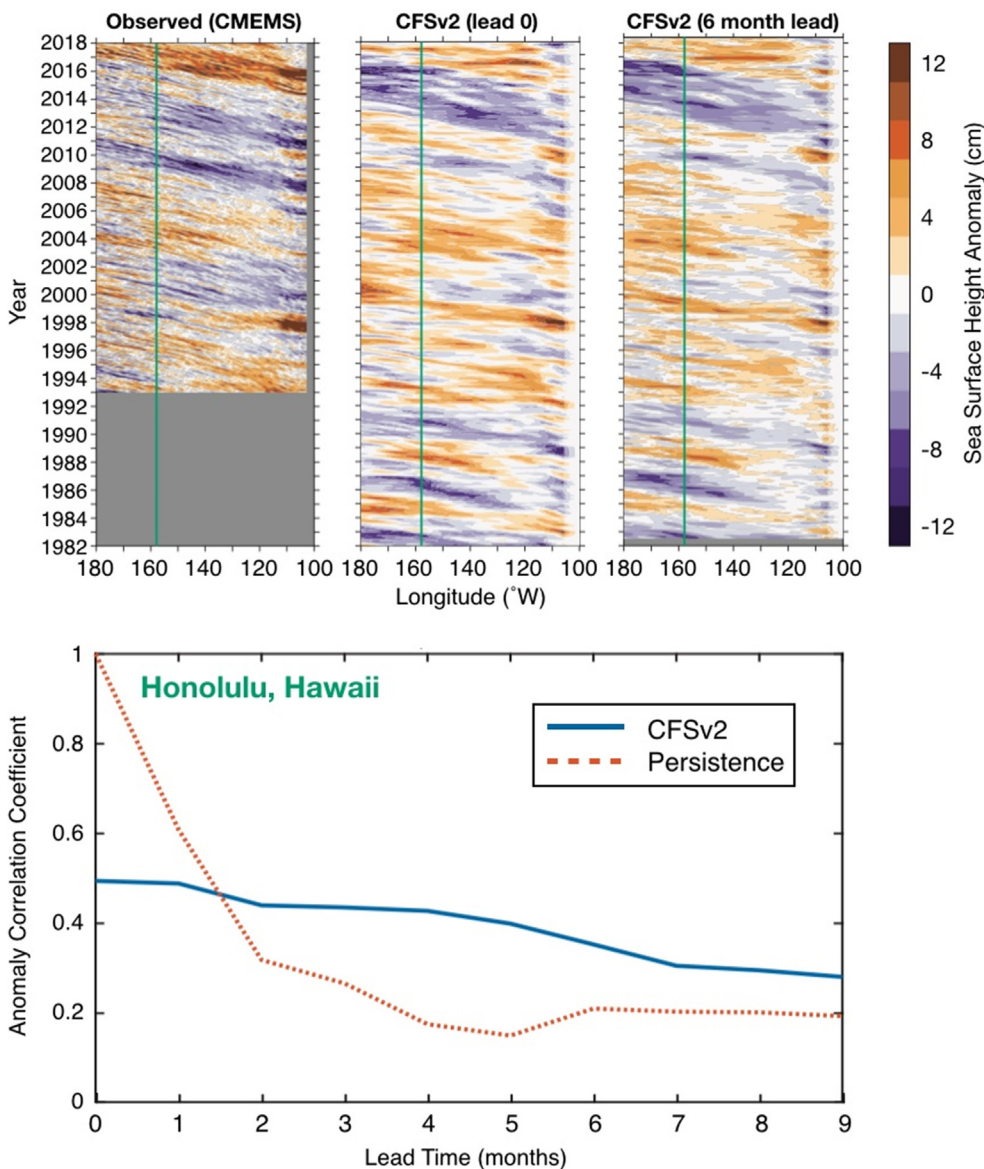 Observed (CMEMS)
CFSv2 (lead 0)
CFSv2 (6 month lead)
2018
2016
2014
2012
2010
2008
2006
2004
2002
2000
1998
1996
1994
1992
1990
1988
1986
1984
1982
Year
180 160 140 120 100
180 160 140 120 100
180 160 140 120 100
Longitude (˚W)
12
8
4
0
-4
-8
-12
Sea Surface Height Anomaly (cm)
Honolulu, Hawaii
CFSv2
Persistence
1
0.8
0.6
0.4
0.2
0
Anomaly Correlation Coefficient
0 1 2 3 4 5 6 7 8 9
Lead Time (months)